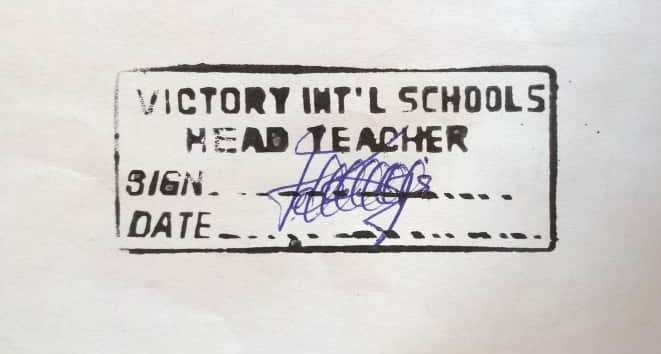 VICTORY INT'L SCHOOLS
HEAD TEACHER
SIGN
DATE